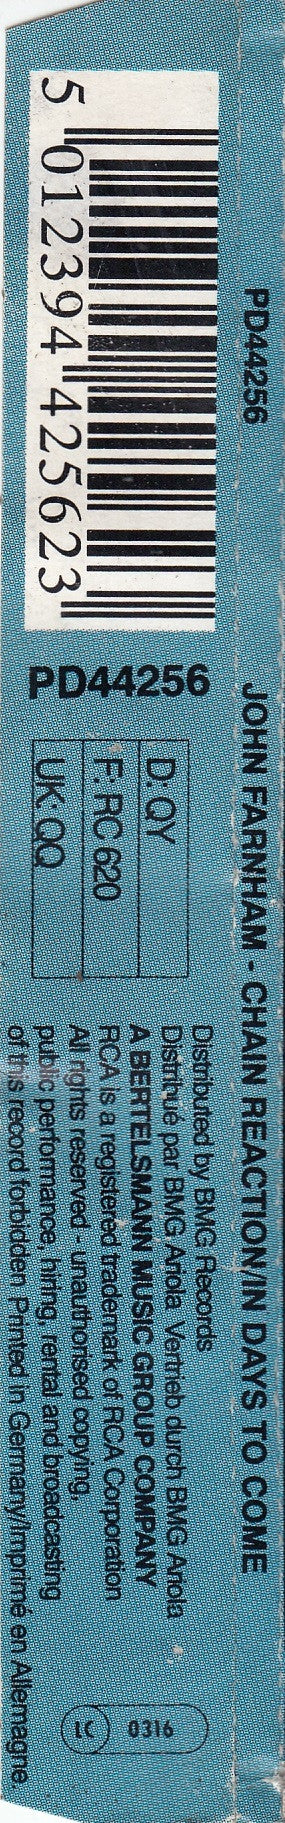 PD44256 JOHN FARNHAM - CHAIN REACTION/IN DAYS TO COME
5 012394 425623
PD44256
D: QY
F: RC 620
UK: QQ
Distributed by BMG Records
Distribué par BMG Ariola Vertrieb durch BMG Ariola
A BERTELSMANN MUSIC GROUP COMPANY
RCA is a registered trademark of RCA Corporation
All rights reserved - unauthorised copying,
public performance, hiring, rental and broadcasting
of this record forbidden Printed in Germany/Imprimé en Allemagne.
LC 0316